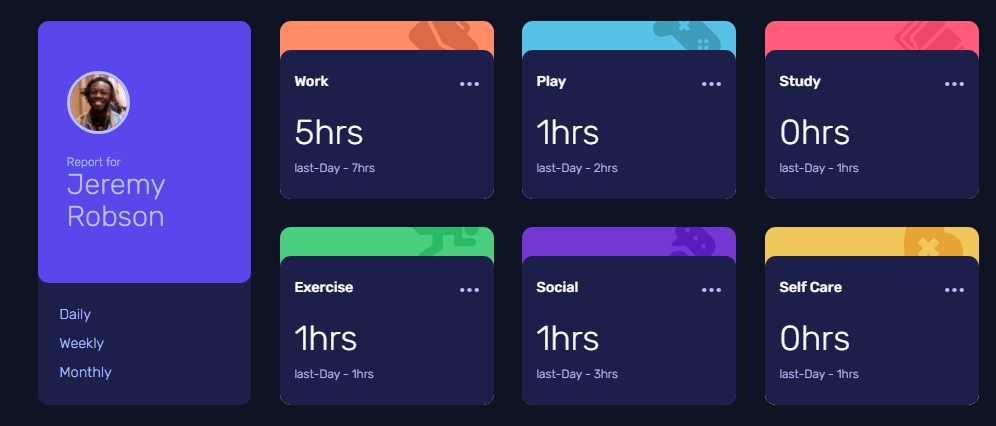 Report for
Jeremy
Robson
Daily
Weekly
Monthly
Work
5hrs
last-Day - 7hrs
Play
1hrs
last-Day - 2hrs
Study
0hrs
last-Day - 1hrs
Exercise
1hrs
last-Day - 1hrs
Social
1hrs
last-Day - 3hrs
Self Care
0hrs
last-Day - 1hrs